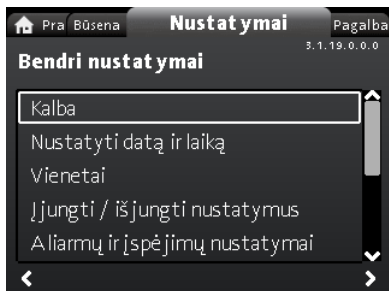 Pra Būsena Nustatymai Pagalba
3.1.19.0.0.0
Bendri nustatymai
Kalba
Nustatyti datą ir laiką
Vienetai
Įjungti / išjungti nustatymus
Aliarmų ir įspėjimų nustatymai